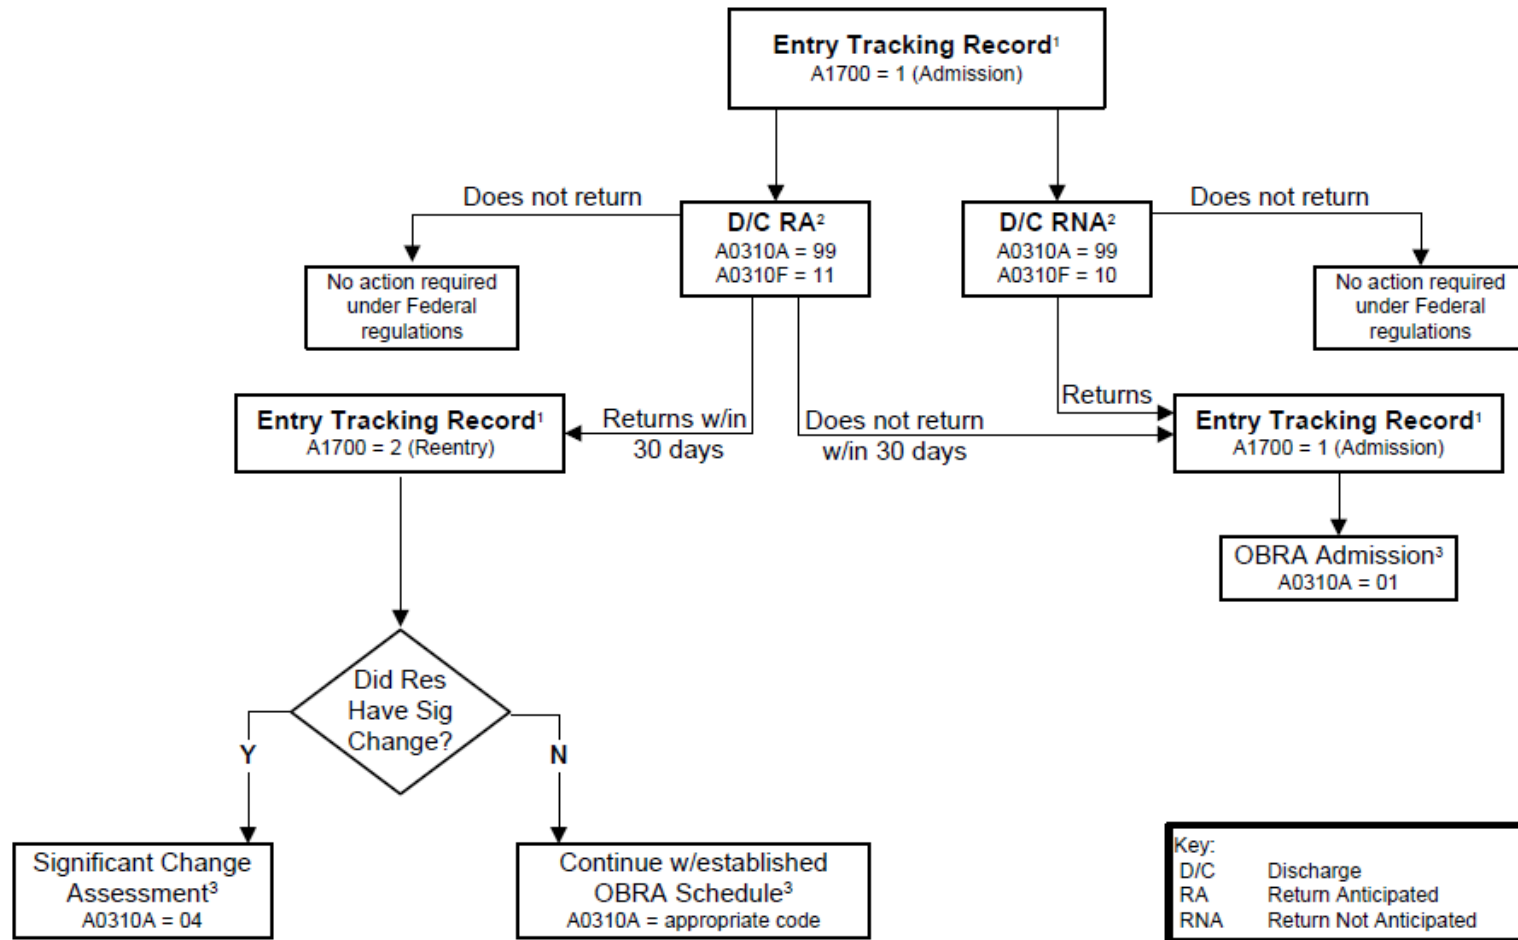 Entry Tracking Record¹
A1700 = 1 (Admission)
Does not return
D/C RA²
A0310A = 99
A0310F = 11
D/C RNA²
A0310A = 99
A0310F = 10
Does not return
No action required
under Federal
regulations
No action required
under Federal
regulations
Entry Tracking Record¹
A1700 = 2 (Reentry)
Returns w/in
30 days
Does not return
w/in 30 days
Returns
Entry Tracking Record¹
A1700 = 1 (Admission)
OBRA Admission³
A0310A = 01
Did Res
Have Sig
Change?
Y
N
Significant Change
Assessment³
A0310A = 04
Continue w/established
OBRA Schedule³
A0310A = appropriate code
Key:
D/C Discharge
RA Return Anticipated
RNA Return Not Anticipated